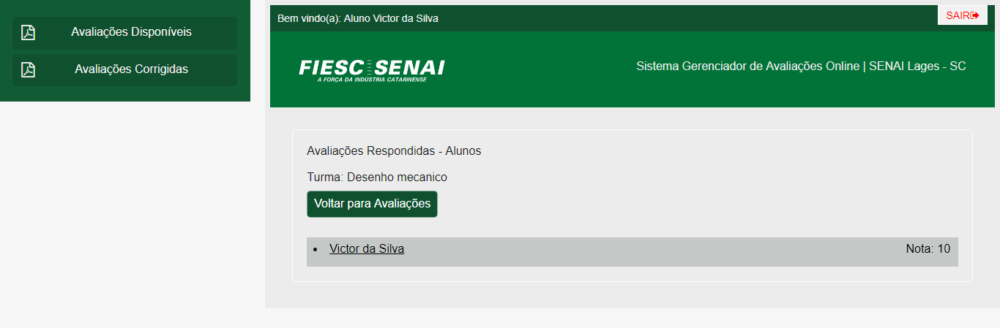 Avaliações Disponíveis
Avaliações Corrigidas
Bem vindo(a): Aluno Victor da Silva
SAIR
FIESC SENAI
A FORÇA DA INDÚSTRIA CATARINENSE
Sistema Gerenciador de Avaliações Online | SENAI Lages - SC
Avaliações Respondidas - Alunos
Turma: Desenho mecanico
Voltar para Avaliações
• Victor da Silva Nota: 10